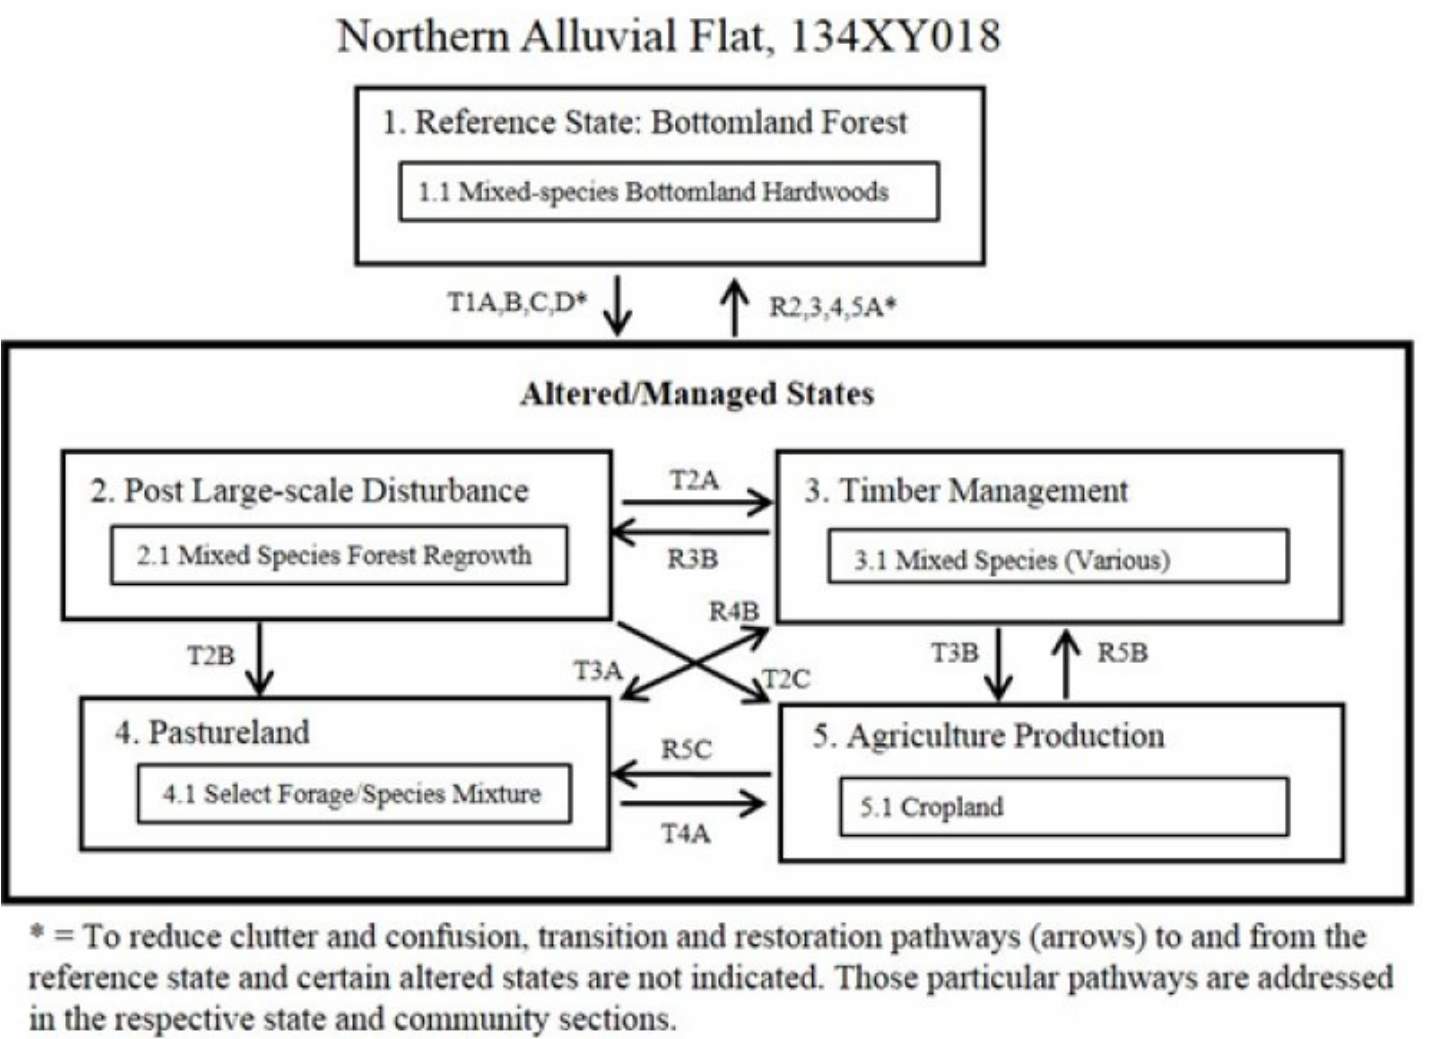 Northern Alluvial Flat, 134XY018
1. Reference State: Bottomland Forest
1.1 Mixed-species Bottomland Hardwoods
T1A,B,C,D*
R2,3,4,5A*
Altered/Managed States
2. Post Large-scale Disturbance
2.1 Mixed Species Forest Regrowth
T2A
R3B
3. Timber Management
3.1 Mixed Species (Various)
T2B
R4B
T3A
T2C
T3B
R5B
4. Pastureland
4.1 Select Forage/Species Mixture
R5C
T4A
5. Agriculture Production
5.1 Cropland
* = To reduce clutter and confusion, transition and restoration pathways (arrows) to and from the
reference state and certain altered states are not indicated. Those particular pathways are addressed
in the respective state and community sections.